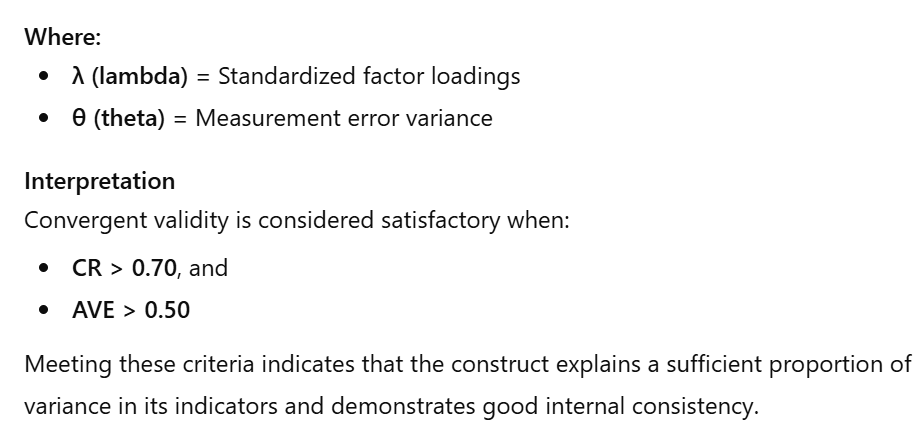 Where:
• λ (lambda) = Standardized factor loadings
• θ (theta) = Measurement error variance
Interpretation
Convergent validity is considered satisfactory when:
• CR > 0.70, and
• AVE > 0.50
Meeting these criteria indicates that the construct explains a sufficient proportion of
variance in its indicators and demonstrates good internal consistency.